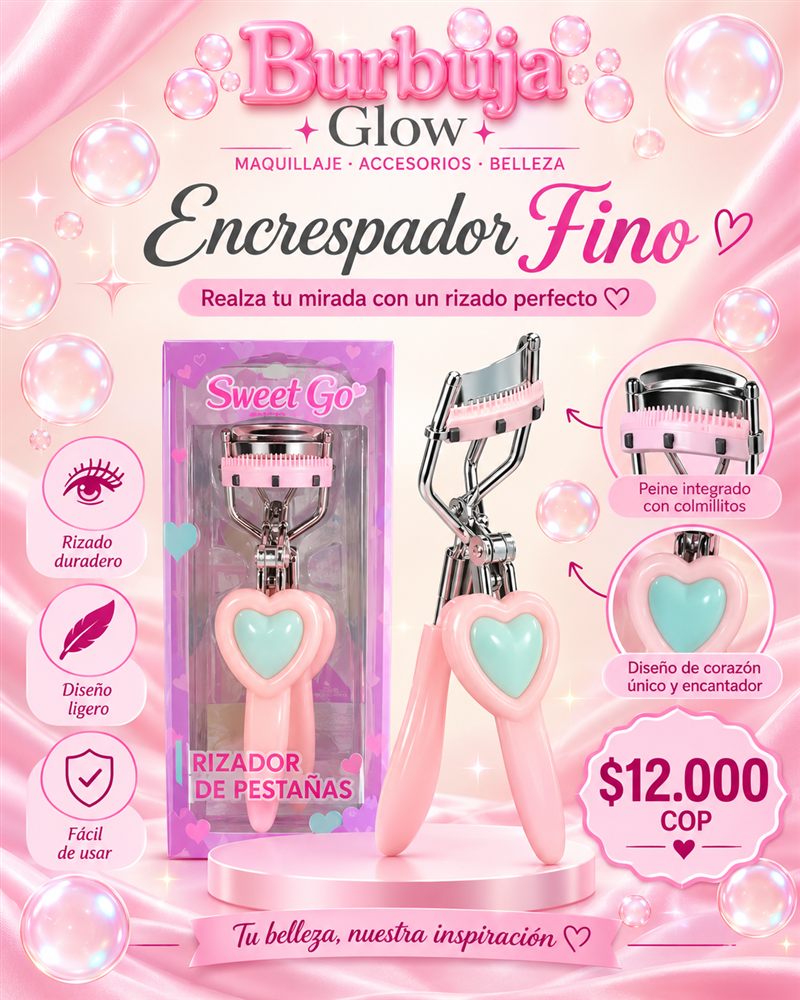 Burbuja
Glow
MAQUILLAJE · ACCESORIOS · BELLEZA
Encrespador Fino
Realza tu mirada con un rizado perfecto
Sweet Go
RIZADOR
DE PESTAÑAS
Rizado
duradero
Diseño
ligero
Fácil
de usar
Peine integrado
con colmillitos
Diseño de corazón
único y encantador
$12.000
COP
Tu belleza, nuestra inspiración